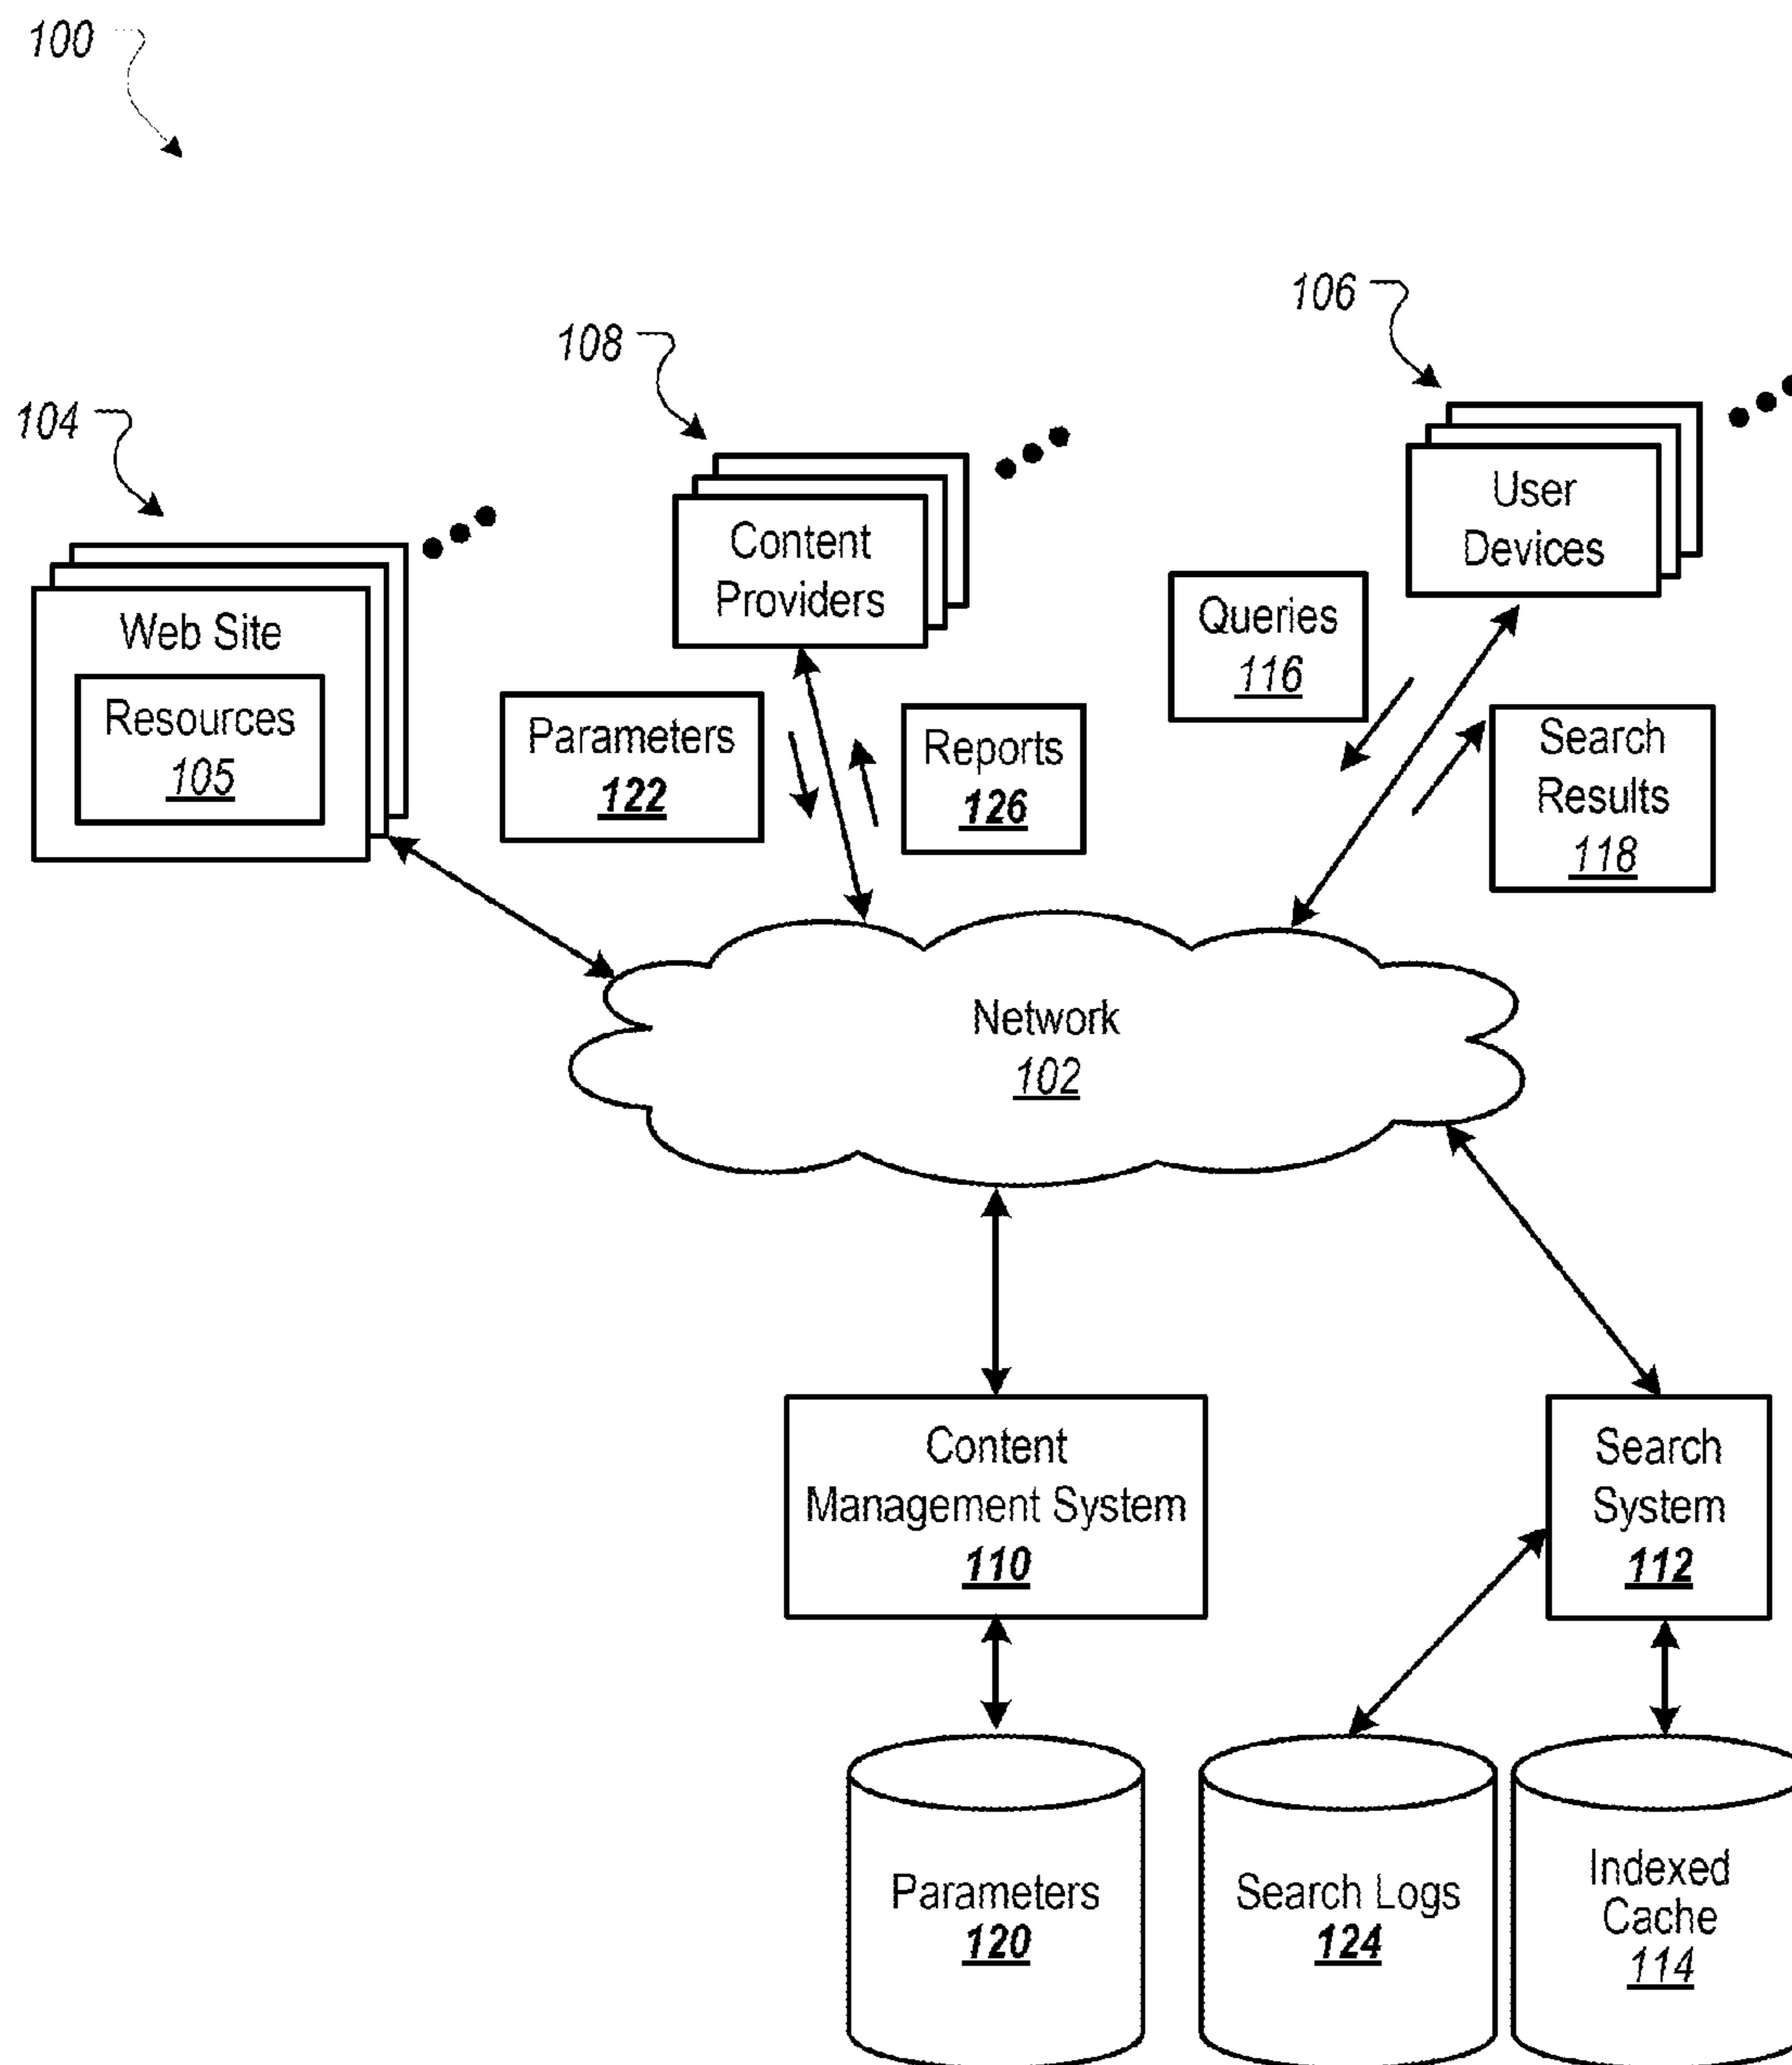 100
106
108
104
User
Devices
Content
Providers
Queries
116
Web Site
Resources
105
Parameters
122
Reports
126
Search
Results
118
Network
102
Content
Management System
110
Search
System
112
Parameters
120
Search Logs
124
Indexed
Cache
114